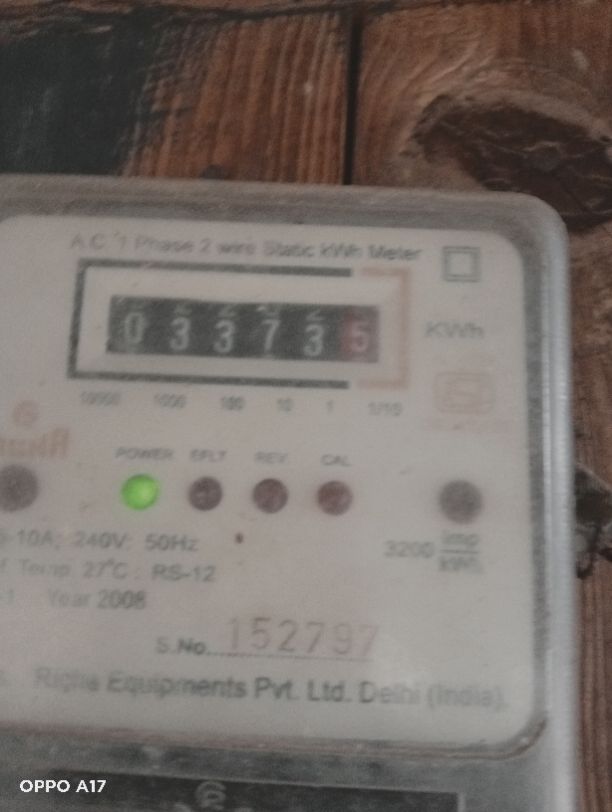 A.C. 1 Phase 2 wire Static kWh Meter
033735
KWh
10000 1000 100 10 1 1/10
POWER EFLT REV. CAL
-10A; 240V; 50Hz
3200 imp/kWh
Temp. 27°C : RS-12
Year 2008
S.No....152797
Equipments Pvt. Ltd. Delhi (India).
OPPO A17